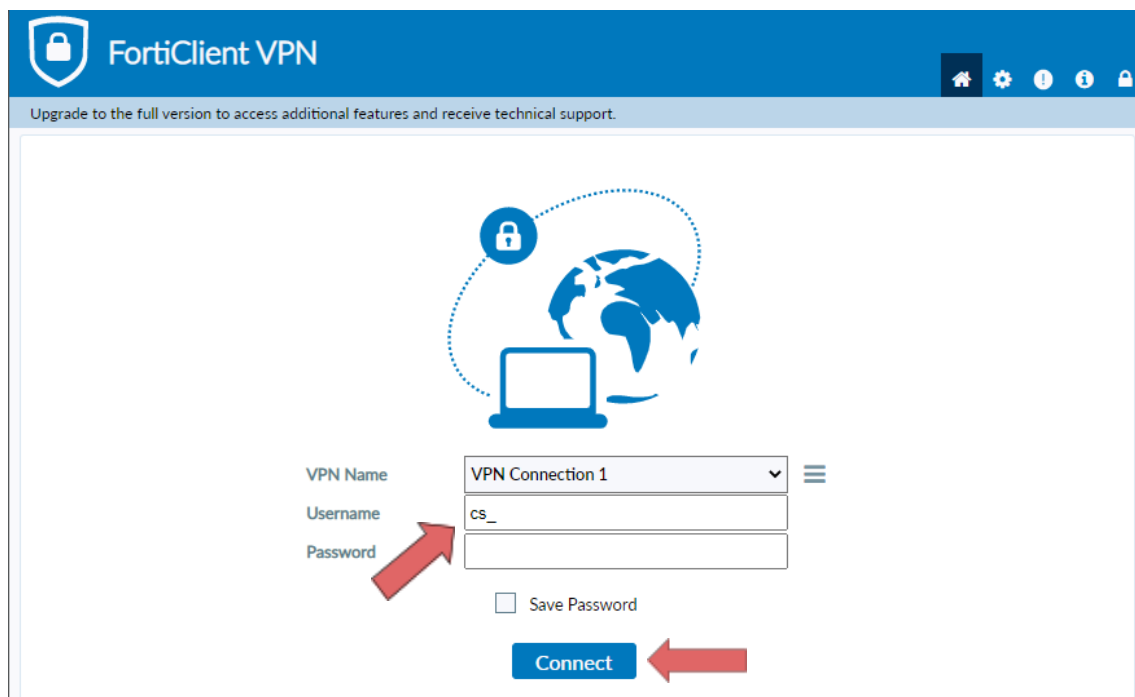 FortiClient VPN
Upgrade to the full version to access additional features and receive technical support.
VPN Name VPN Connection 1
Username cs_
Password
Save Password
Connect